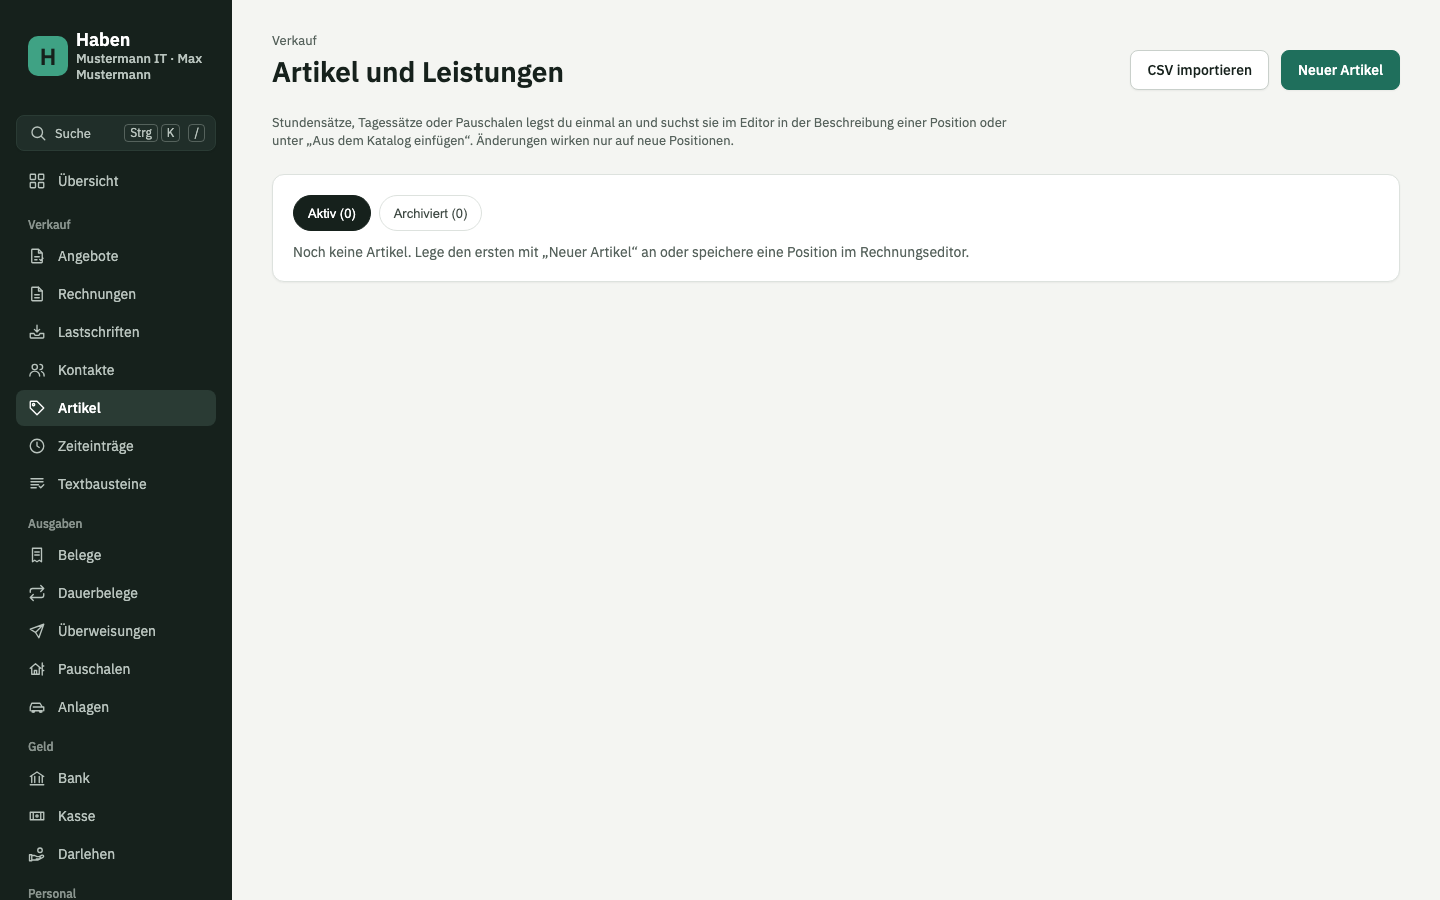 H
Haben
Mustermann IT · Max
Mustermann
Suche
Strg K /
Übersicht
Verkauf
Angebote
Rechnungen
Lastschriften
Kontakte
Artikel
Zeiteinträge
Textbausteine
Ausgaben
Belege
Dauerbelege
Überweisungen
Pauschalen
Anlagen
Geld
Bank
Kasse
Darlehen
Personal
Verkauf
Artikel und Leistungen
CSV importieren
Neuer Artikel
Stundensätze, Tagessätze oder Pauschalen legst du einmal an und suchst sie im Editor in der Beschreibung einer Position oder
unter „Aus dem Katalog einfügen“. Änderungen wirken nur auf neue Positionen.
Aktiv (0)
Archiviert (0)
Noch keine Artikel. Lege den ersten mit „Neuer Artikel“ an oder speichere eine Position im Rechnungseditor.